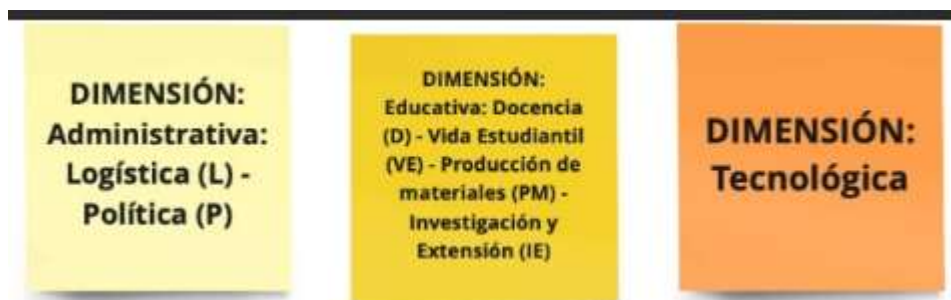 DIMENSIÓN:
Administrativa:
Logística (L) -
Política (P)
DIMENSIÓN:
Educativa: Docencia
(D) - Vida Estudiantil
(VE) - Producción de
materiales (PM) -
Investigación y
Extensión (IE)
DIMENSIÓN:
Tecnológica